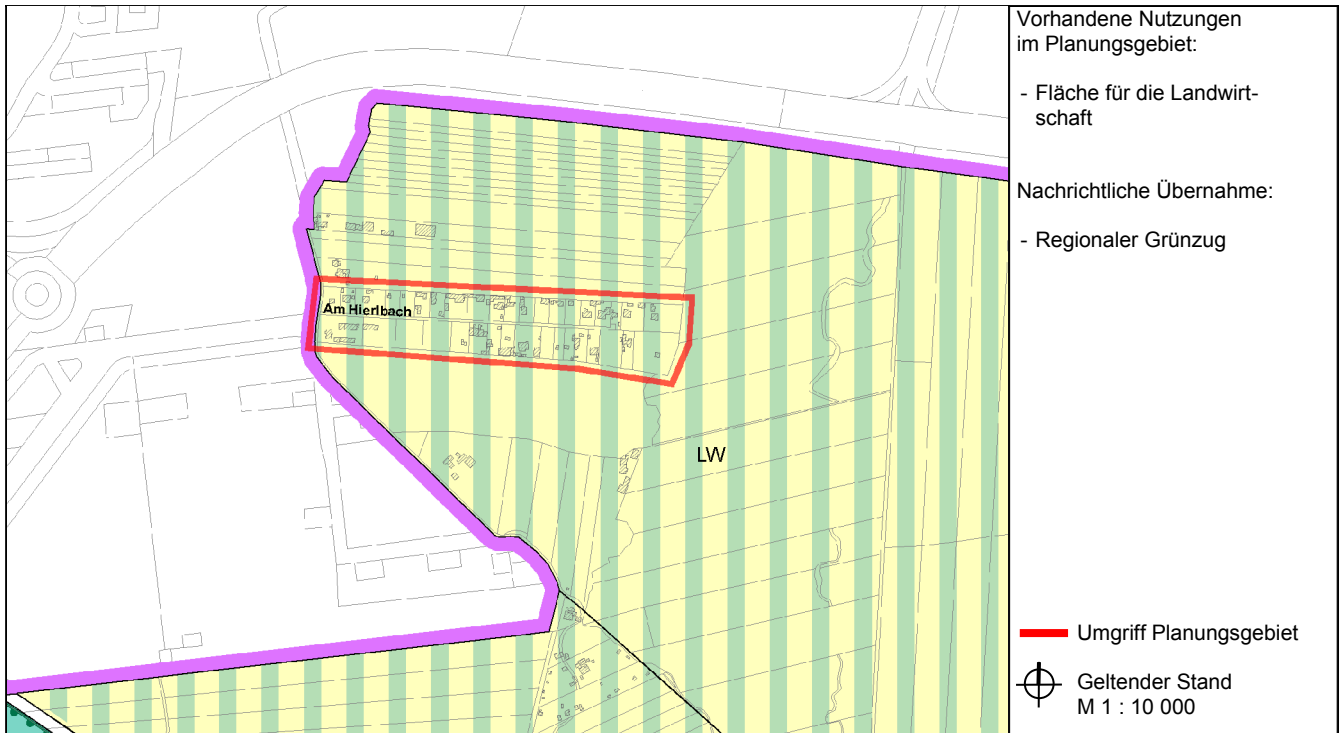 Vorhandene Nutzungen
im Planungsgebiet:
- Fläche für die Landwirt-
schaft
Nachrichtliche Übernahme:
- Regionaler Grünzug
Am Hierlbach
LW
Umgriff Planungsgebiet
Geltender Stand
M 1 : 10 000